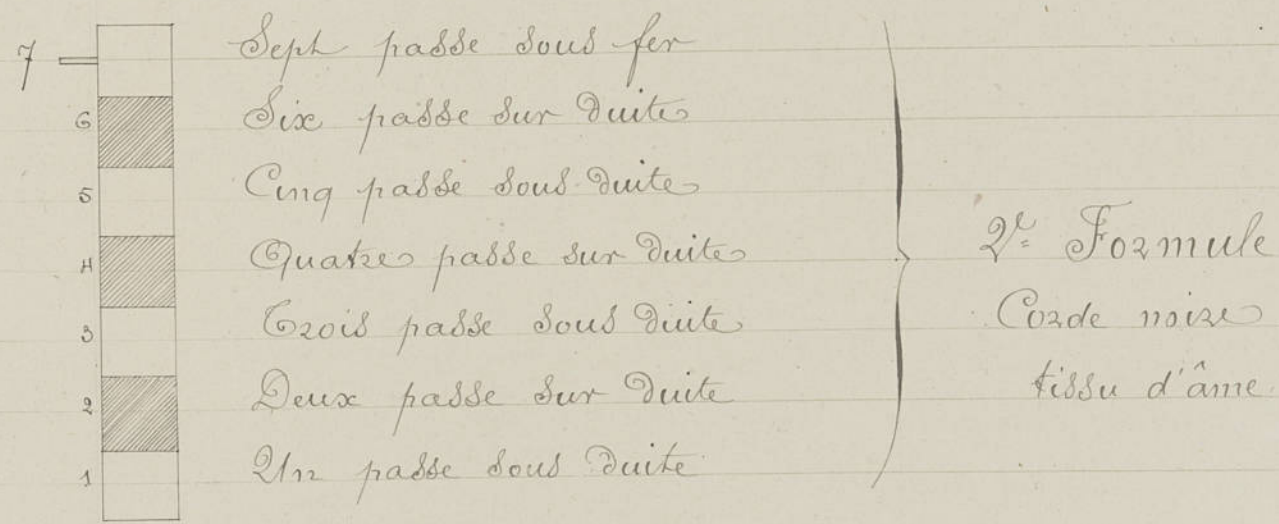 7 Sept passe sous fer
6 Six passe sur duite
5 Cinq passe sous duite
4 Quatre passe sur duite
3 Trois passe sous duite
2 Deux passe sur duite
1 Un passe sous duite
2e Formule
Corde noire
tissu d'âme